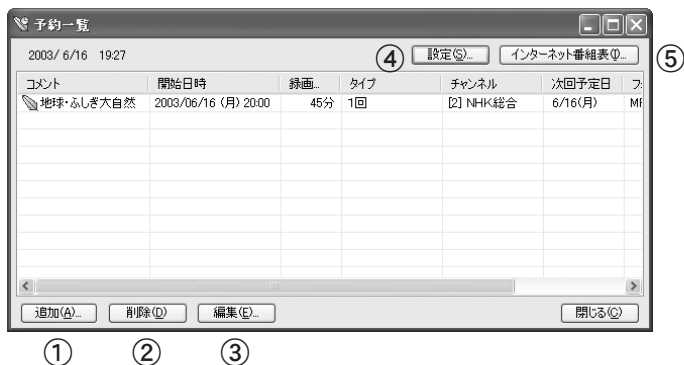 予約一覧
2003/ 6/16 19:27
④ 設定(S)... インターネット番組表(I)... ⑤
コメント 開始日時 録画... タイプ チャンネル 次回予定日 フ
地球・ふしぎ大自然 2003/06/16 (月) 20:00 45分 1回 [2] NHK総合 6/16(月)
追加(A)... 削除(D) 編集(E)... 閉じる(C)
① ② ③